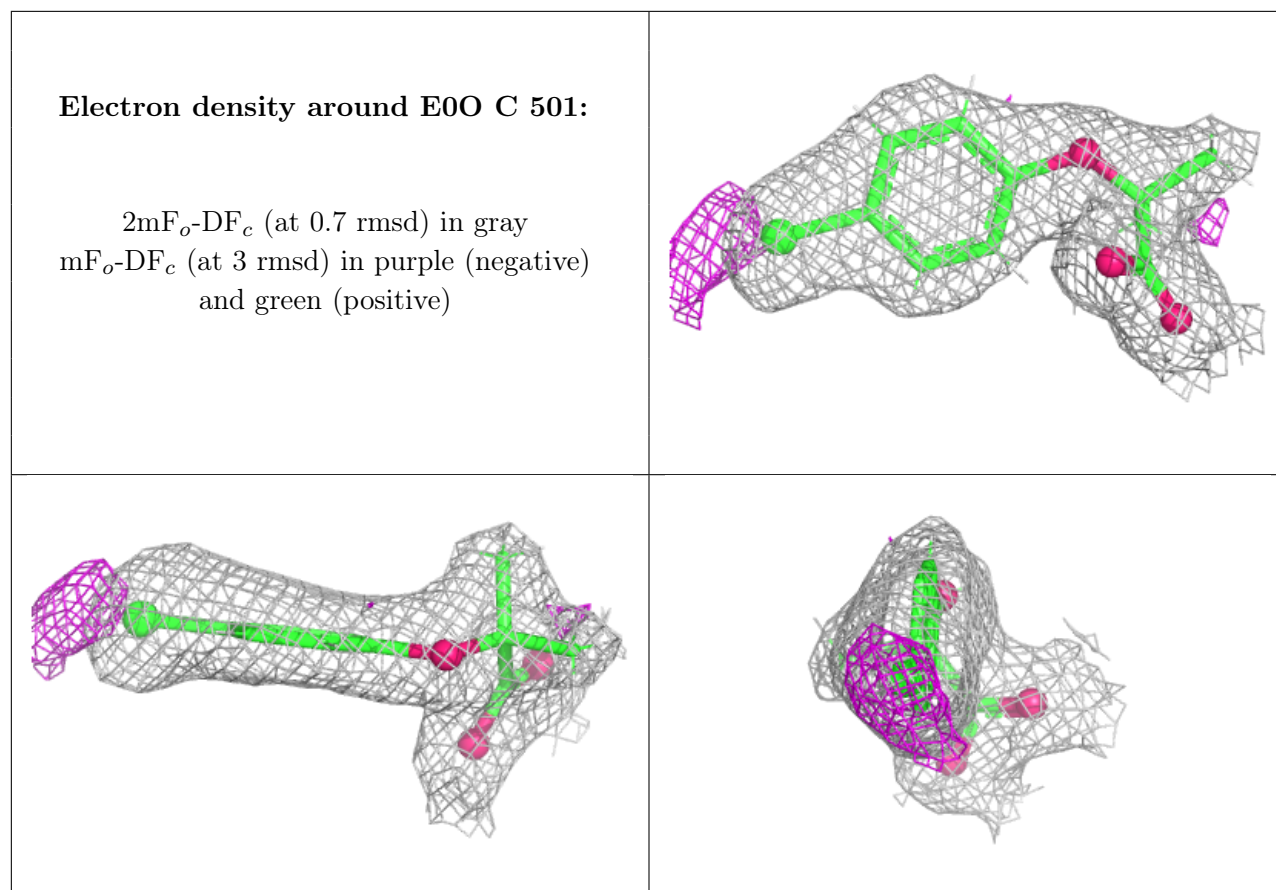 Electron density around E0O C 501:
2mFo-DFc (at 0.7 rmsd) in gray
mFo-DFc (at 3 rmsd) in purple (negative)
and green (positive)